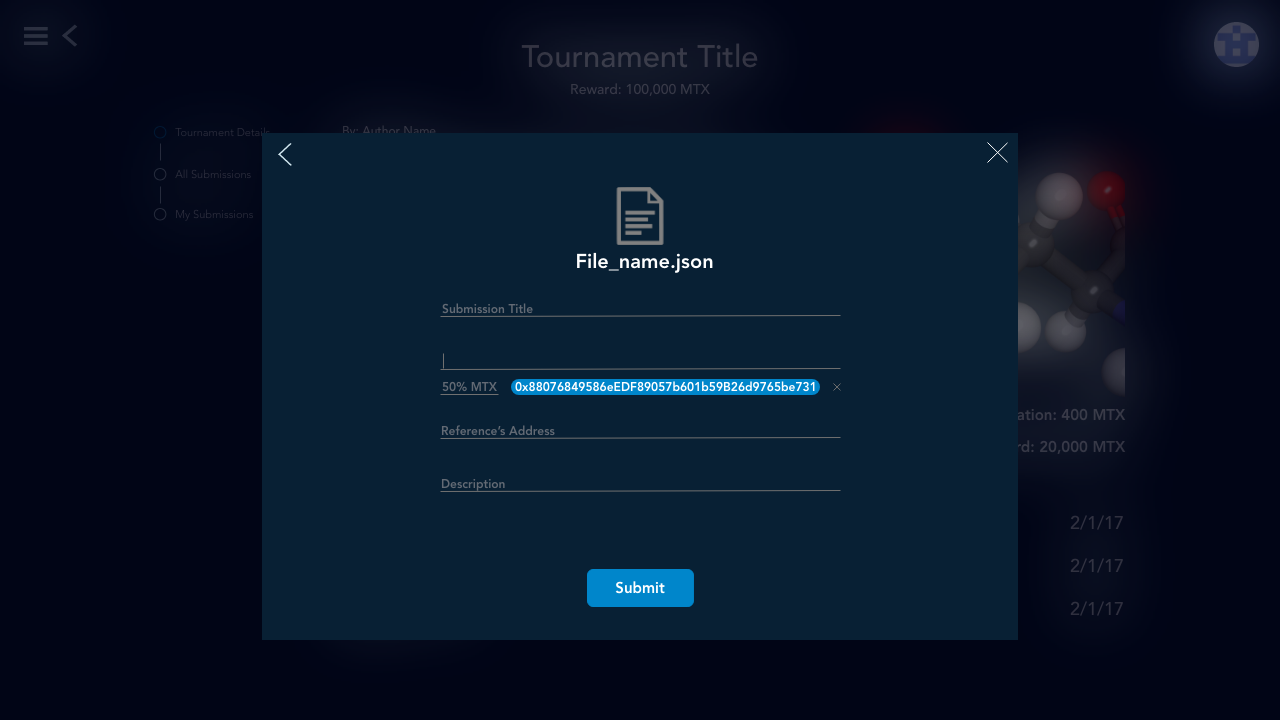 Tournament Title
Reward: 100,000 MTX
Tournament Details
By: Author Name
All Submissions
My Submissions
File_name.json
Submission Title
50% MTX
0x88076849586eEDF89057b601b59B26d9765be731
Reference's Address
Description
Submit
ation: 400 MTX
rd: 20,000 MTX
2/1/17
2/1/17
2/1/17